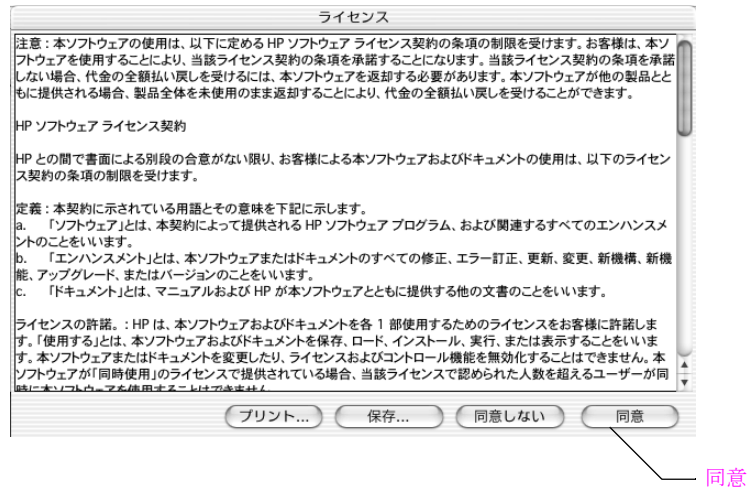 ライセンス
注意：本ソフトウェアの使用は、以下に定める HP ソフトウェア ライセンス契約の条項の制限を受けます。お客様は、本ソ
フトウェアを使用することにより、当該ライセンス契約の条項を承諾することになります。当該ライセンス契約の条項を承諾
しない場合、代金の全額払い戻しを受けるには、本ソフトウェアを返却する必要があります。本ソフトウェアが他の製品とと
もに提供される場合、製品全体を未使用のまま返却することにより、代金の全額払い戻しを受けることができます。
HP ソフトウェア ライセンス契約
HP との間で書面による別段の合意がない限り、お客様による本ソフトウェアおよびドキュメントの使用は、以下のライセン
ス契約の条項の制限を受けます。
定義：本契約に示されている用語とその意味を下記に示します。
a. 「ソフトウェア」とは、本契約によって提供される HP ソフトウェア プログラム、および関連するすべてのエンハンスメ
ントのことをいいます。
b. 「エンハンスメント」とは、本ソフトウェアまたはドキュメントのすべての修正、エラー訂正、更新、変更、新機構、新機
能、アップグレード、またはバージョンのことをいいます。
c. 「ドキュメント」とは、マニュアルおよび HP が本ソフトウェアとともに提供する他の文書のことをいいます。
ライセンスの許諾。：HP は、本ソフトウェアおよびドキュメントを各 1 部使用するためのライセンスをお客様に許諾しま
す。「使用する」とは、本ソフトウェアおよびドキュメントを保存、ロード、インストール、実行、または表示することをいいま
す。本ソフトウェアまたはドキュメントを変更したり、ライセンスおよびコントロール機能を無効化することはできません。本
ソフトウェアが「同時使用」のライセンスで提供されている場合、当該ライセンスで認められた人数を超えるユーザーが同
時に本ソフトウェアを使用することはできません。
プリント... 保存... 同意しない 同意
同意